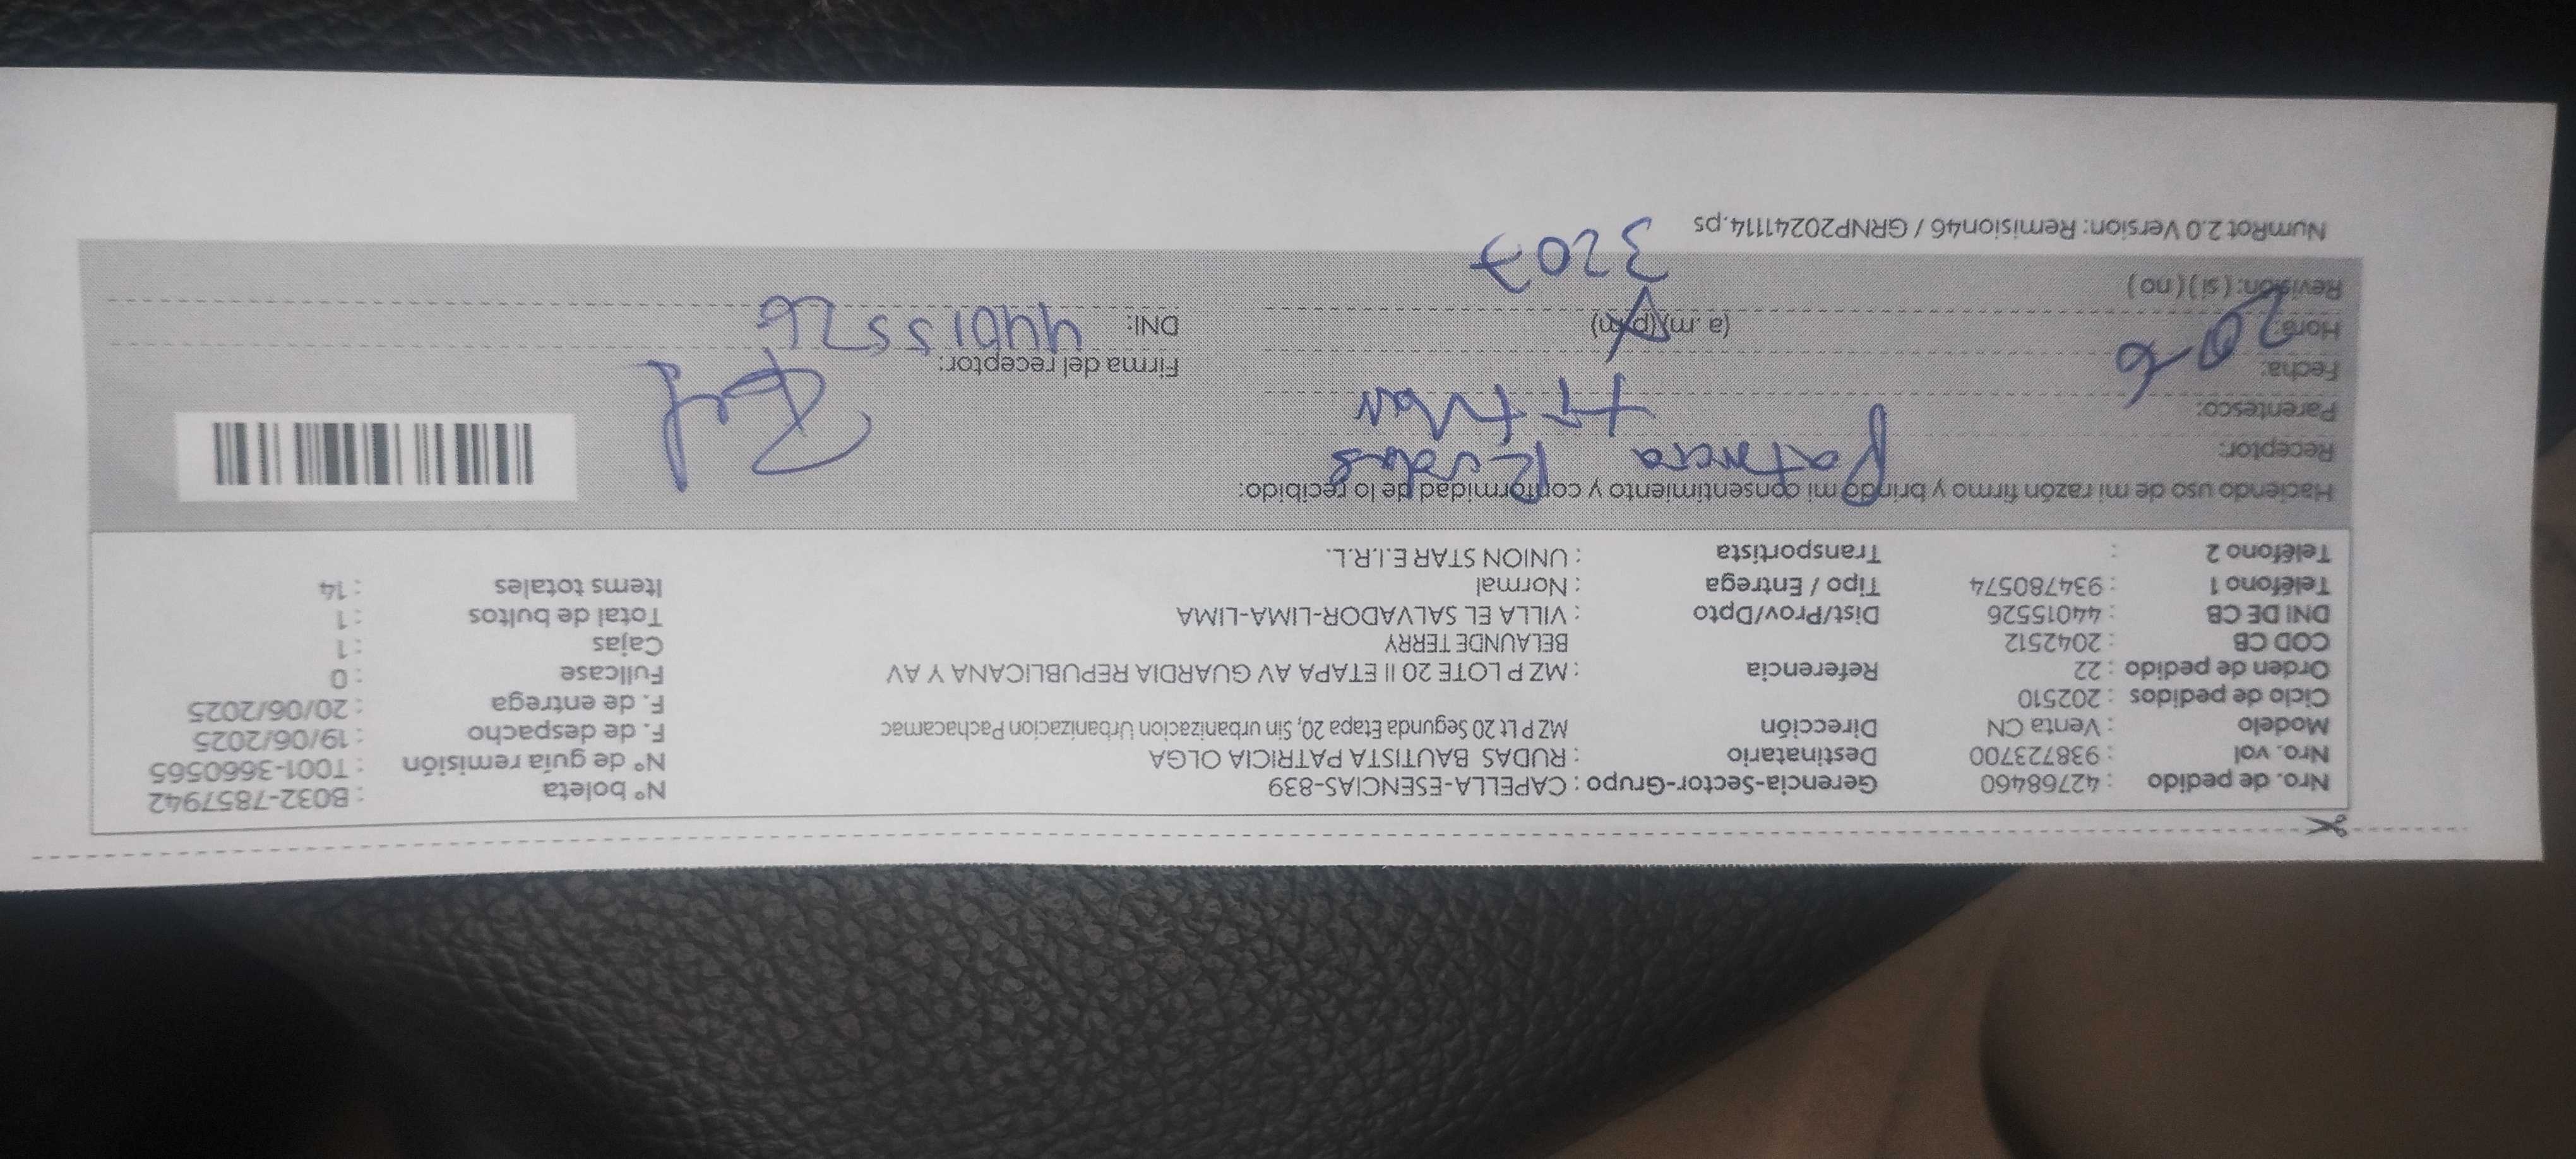 Nro. de pedido : 42768460 Gerencia-Sector-Grupo : CAPELLA-ESENCIAS-839 N° boleta : B032-7857942
Nro. vol : 938723700 Destinatario : RUDAS BAUTISTA PATRICIA OLGA N° de guía remisión : T001-3660565
Modelo : Venta CN Dirección MZ P Lt 20 Segunda Etapa 20, Sin urbanizacion Urbanizacion Pachacamac F. de despacho : 19/06/2025
Ciclo de pedidos : 202510 F. de entrega : 20/06/2025
Orden de pedido : 22 Referencia : MZ P LOTE 20 II ETAPA AV GUARDIA REPUBLICANA Y AV Fullcase : 0
COD CB : 2042512 BELAUNDE TERRY Cajas : 1
DNI DE CB : 44015526 Dist/Prov/Dpto : VILLA EL SALVADOR-LIMA-LIMA Total de bultos : 1
Teléfono 1 : 934780574 Tipo / Entrega : Normal Items totales : 14
Teléfono 2 : Transportista : UNION STAR E.I.R.L.
Haciendo uso de mi razón firmo y brindo mi consentimiento y conformidad de lo recibido:
Receptor: Patricia Rudas
Parentesco: titular
Fecha: 20 6 Firma del receptor:
Hora: (a .m) (p.m) DNI: 44015526
Revisión: ( si ) ( no ) 3207
NumRot 2.0 Version: Remision46 / GRNP20241114.ps